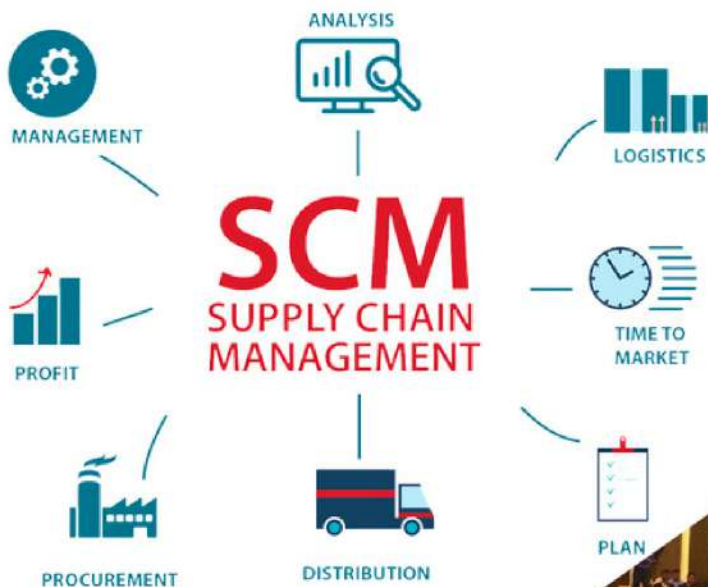 ANALYSIS
MANAGEMENT
LOGISTICS
SCM
SUPPLY CHAIN
MANAGEMENT
TIME TO
MARKET
PROFIT
PROCUREMENT
DISTRIBUTION
PLAN